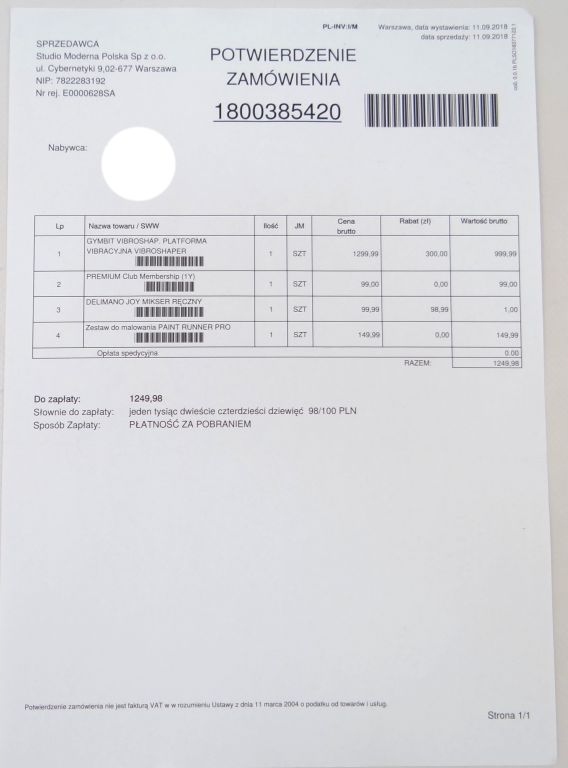 PL-INV:I/M
Warszawa, data wystawienia: 11.09.2018
data sprzedaży: 11.09.2018
SPRZEDAWCA
Studio Moderna Polska Sp z o.o.
ul. Cybernetyki 9,02-677 Warszawa
NIP: 7822283192
Nr rej. E0000628SA
POTWIERDZENIE
ZAMÓWIENIA
1800385420
Nabywca:
Lp Nazwa towaru / SWW Ilość JM Cena brutto Rabat (zł) Wartość brutto
1 GYMBIT VIBROSHAP. PLATFORMA VIBRACYJNA VIBROSHAPER 1 SZT 1299,99 300,00 999,99
2 PREMIUM Club Membership (1Y) 1 SZT 99,00 0,00 99,00
3 DELIMANO JOY MIKSER RĘCZNY 1 SZT 99,99 98,99 1,00
4 Zestaw do malowania PAINT RUNNER PRO 1 SZT 149,99 0,00 149,99
Opłata spedycyjna 0.00
RAZEM: 1249,98
Do zapłaty: 1249,98
Słownie do zapłaty: jeden tysiąc dwieście czterdzieści dziewięć 98/100 PLN
Sposób Zapłaty: PŁATNOŚĆ ZA POBRANIEM
Potwierdzenie zamówienia nie jest fakturą VAT w w rozumieniu Ustawy z dnia 11 marca 2004 o podatku od towarów i usług.
Strona 1/1